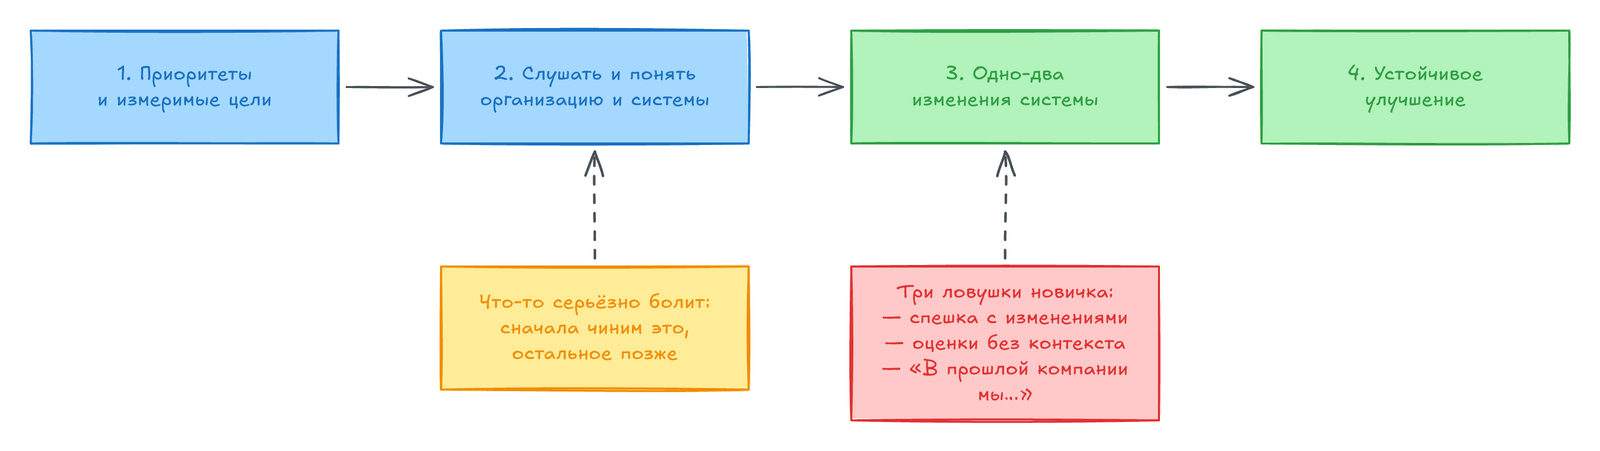 1. Приоритеты
и измеримые цели
2. Слушать и понять
организацию и системы
3. Одно-два
изменения системы
4. Устойчивое
улучшение
Что-то серьёзно болит:
сначала чиним это,
остальное позже
Три ловушки новичка:
— спешка с изменениями
— оценки без контекста
— «В прошлой компании
мы...»